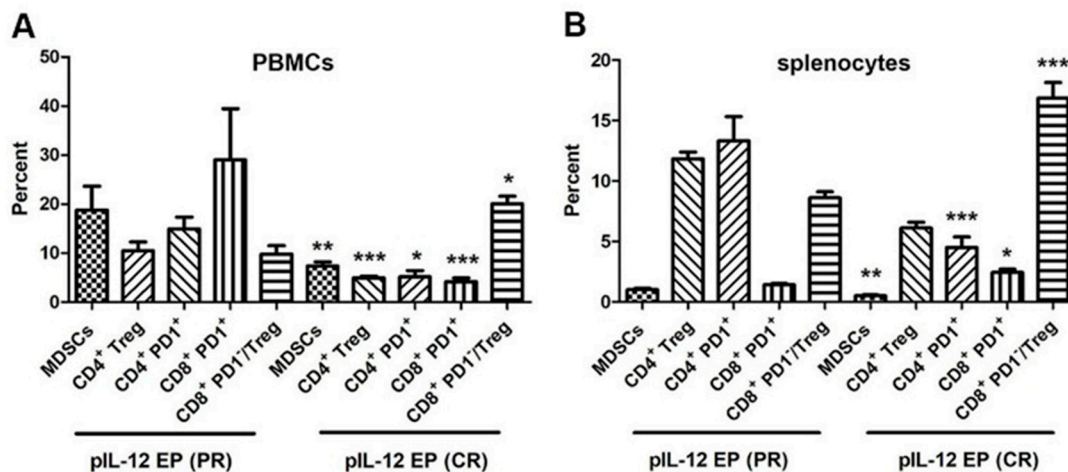 A
PBMCs
Percent
50
40
30
20
10
0
** *** * *** *
MDSCs
CD4+ Treg
CD4+ PD1+
CD8+ PD1+
CD8+ PD1-/Treg
MDSCs
CD4+ Treg
CD4+ PD1+
CD8+ PD1+
CD8+ PD1-/Treg
pIL-12 EP (PR)
pIL-12 EP (CR)
B
splenocytes
Percent
20
15
10
5
0
** *** * ***
MDSCs
CD4+ Treg
CD4+ PD1+
CD8+ PD1+
CD8+ PD1-/Treg
MDSCs
CD4+ Treg
CD4+ PD1+
CD8+ PD1+
CD8+ PD1-/Treg
pIL-12 EP (PR)
pIL-12 EP (CR)